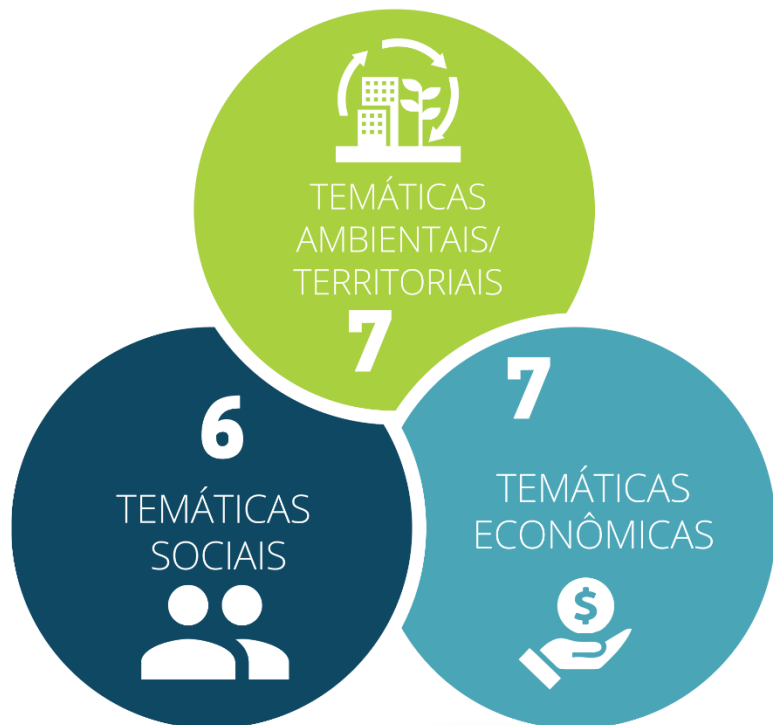 TEMÁTICAS
AMBIENTAIS/
TERRITORIAIS
7
6
TEMÁTICAS
SOCIAIS
7
TEMÁTICAS
ECONÔMICAS
$